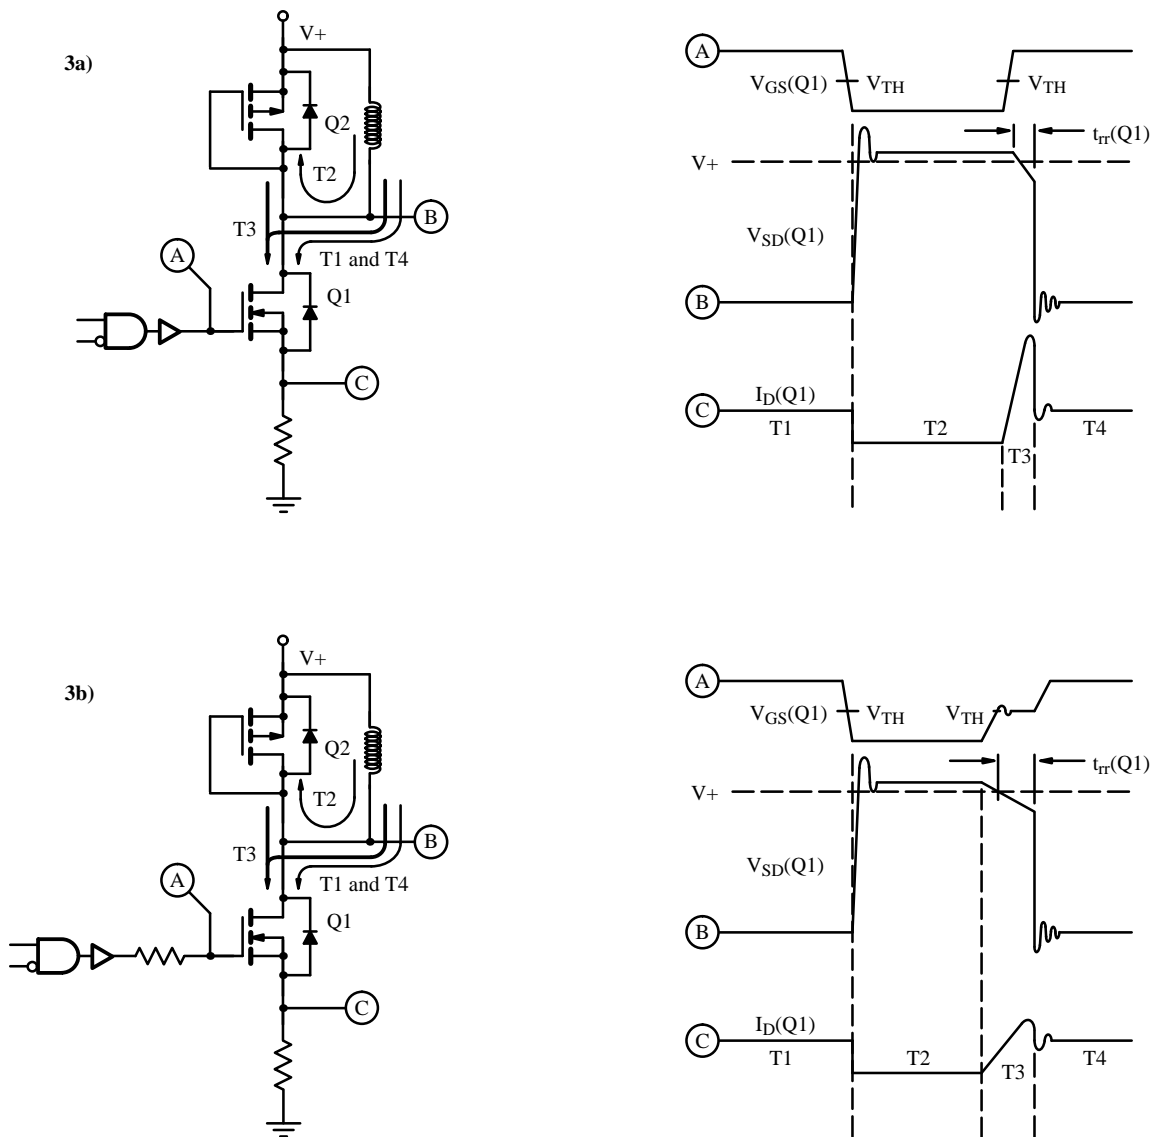 3a)
V+
Q2
T2
T3
B
A
T1 and T4
Q1
C
A
VGS(Q1)
VTH
VTH
trr(Q1)
V+
VSD(Q1)
B
ID(Q1)
C
T1
T2
T3
T4
3b)
V+
Q2
T2
T3
B
A
T1 and T4
Q1
C
A
VGS(Q1)
VTH
VTH
trr(Q1)
V+
VSD(Q1)
B
ID(Q1)
C
T1
T2
T3
T4